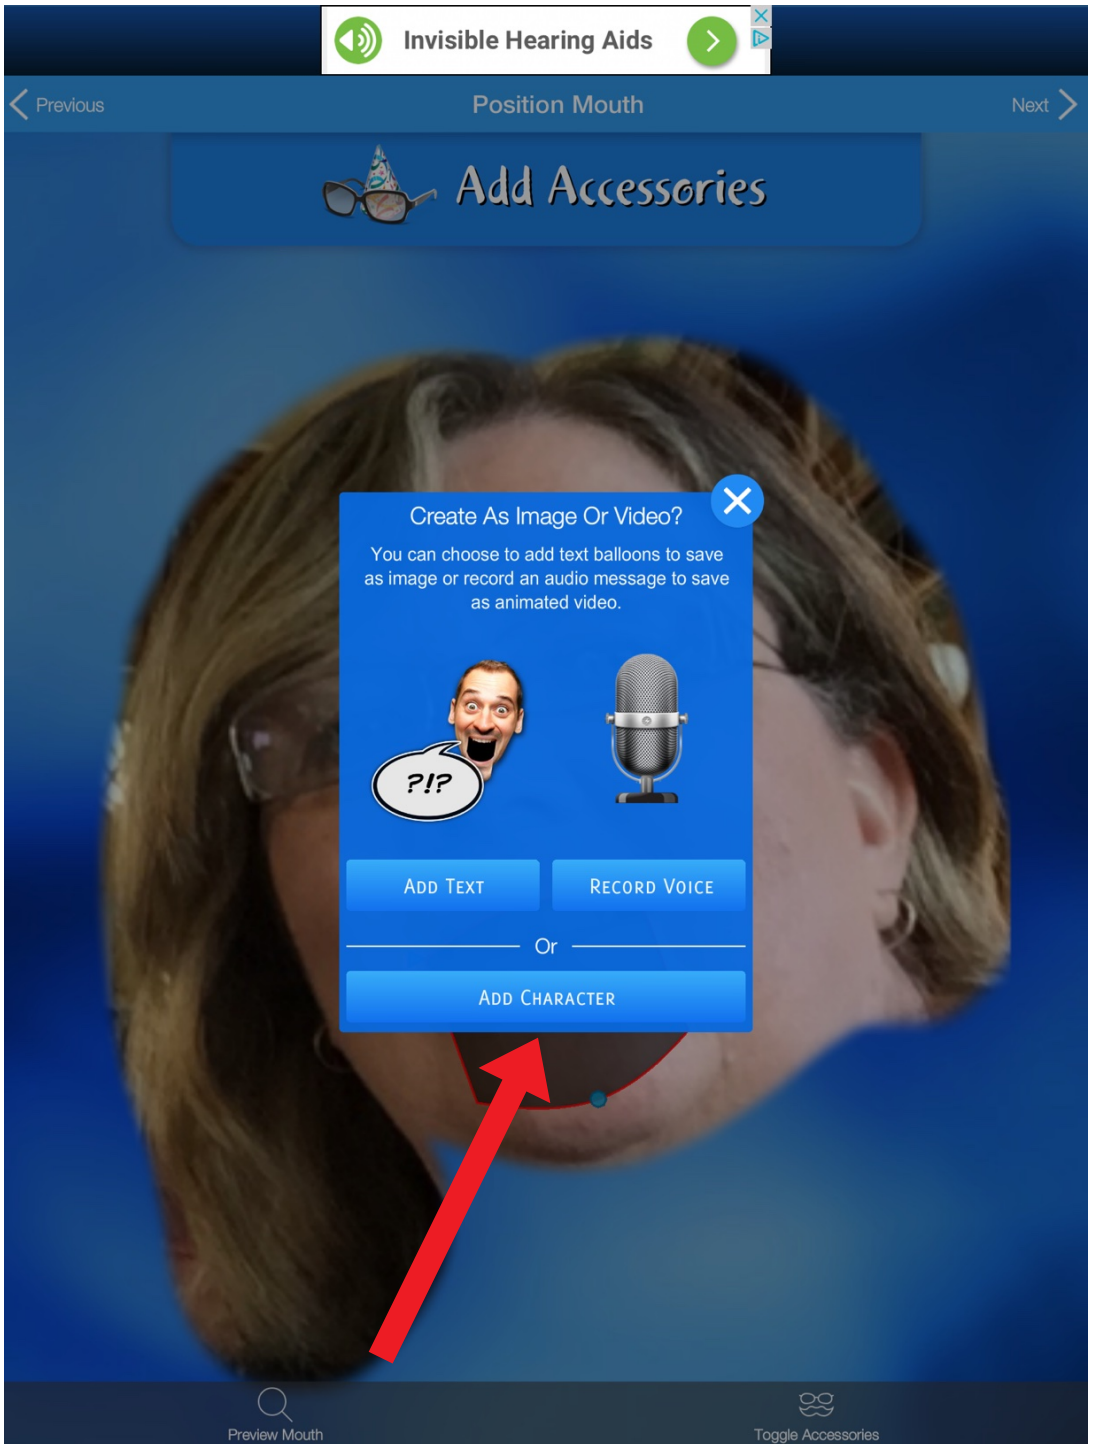 Invisible Hearing Aids
Previous
Position Mouth
Next
Add Accessories
Create As Image Or Video?
You can choose to add text balloons to save
as image or record an audio message to save
as animated video.
?!?
ADD TEXT
RECORD VOICE
Or
ADD CHARACTER
Preview Mouth
Toggle Accessories